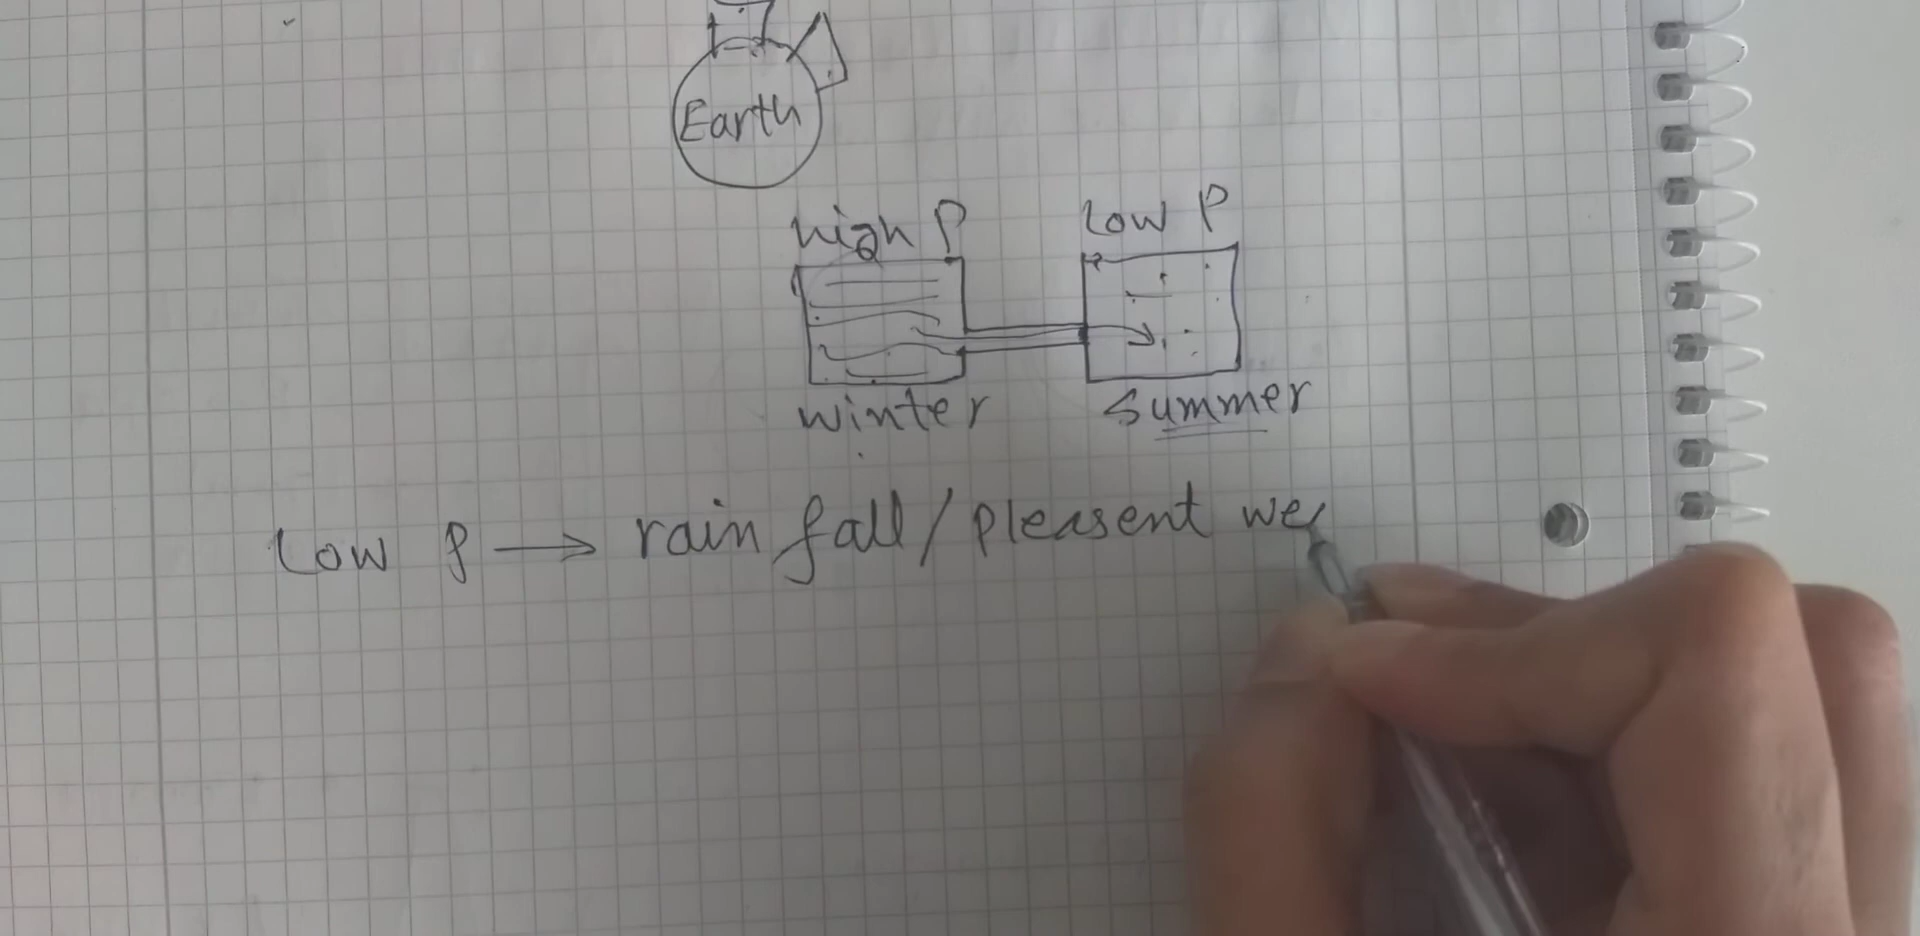 Earth
high P
Low P
winter
summer
Low P → rain fall/pleasent we